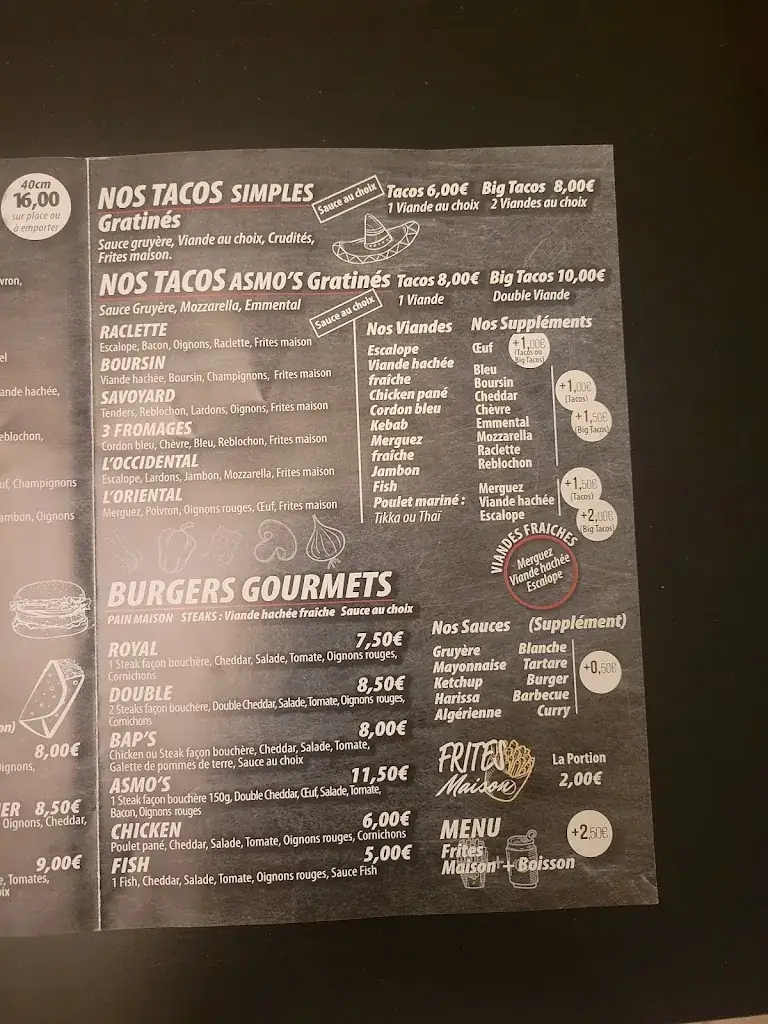 40cm
16,00
sur place ou
à emporter
ande hachée,
eblochon,
uf, Champignons
ambon, Oignons
8,00€
ignons,
8,50€
Oignons, Cheddar,
9,00€
Tomates,
NOS TACOS SIMPLES
Gratinés
Sauce gruyère, Viande au choix, Crudités,
Frites maison.
Sauce au choix
Tacos 6,00€ Big Tacos 8,00€
1 Viande au choix 2 Viandes au choix
NOS TACOS ASMO'S Gratinés Tacos 8,00€ Big Tacos 10,00€
Sauce Gruyère, Mozzarella, Emmental
1 Viande Double Viande
Sauce au choix
RACLETTE
Escalope, Bacon, Oignons, Raclette, Frites maison
BOURSIN
Viande hachée, Boursin, Champignons, Frites maison
SAVOYARD
Tenders, Reblochon, Lardons, Oignons, Frites maison
3 FROMAGES
Cordon bleu, Chèvre, Bleu, Reblochon, Frites maison
L'OCCIDENTAL
Escalope, Lardons, Jambon, Mozzarella, Frites maison
L'ORIENTAL
Merguez, Poivron, Oignons rouges, Œuf, Frites maison
Nos Viandes
Escalope
Viande hachée
fraîche
Chicken pané
Cordon bleu
Kebab
Merguez
fraîche
Jambon
Fish
Poulet mariné :
Tikka ou Thaï
Nos Suppléments
Œuf
+1,00€
(Tacos ou
Big Tacos)
Bleu
Boursin
Cheddar
Chèvre
Emmental
Mozzarella
Raclette
Reblochon
+1,00€
(Tacos)
+1,50€
(Big Tacos)
Merguez
Viande hachée
Escalope
+1,50€
(Tacos)
+2,00€
(Big Tacos)
VIANDES FRAICHES
Merguez
Viande hachée
Escalope
BURGERS GOURMETS
PAIN MAISON STEAKS : Viande hachée fraîche Sauce au choix
ROYAL 7,50€
1 Steak façon bouchère, Cheddar, Salade, Tomate, Oignons rouges,
Cornichons
DOUBLE 8,50€
2 Steaks façon bouchère, Double Cheddar, Salade, Tomate, Oignons rouges,
Cornichons
BAP'S 8,00€
Chicken ou Steak façon bouchère, Cheddar, Salade, Tomate,
Galette de pommes de terre, Sauce au choix
ASMO'S 11,50€
1 Steak façon bouchère 150g, Double Cheddar, Œuf, Salade, Tomate,
Bacon, Oignons rouges
CHICKEN 6,00€
Poulet pané, Cheddar, Salade, Tomate, Oignons rouges, Cornichons
FISH 5,00€
1 Fish, Cheddar, Salade, Tomate, Oignons rouges, Sauce Fish
Nos Sauces (Supplément)
Gruyère Blanche
Mayonnaise Tartare
Ketchup Burger
Harissa Barbecue
Algérienne Curry
+0,50€
FRITES
Maison
La Portion
2,00€
MENU
+2,50€
Frites
Maison + Boisson